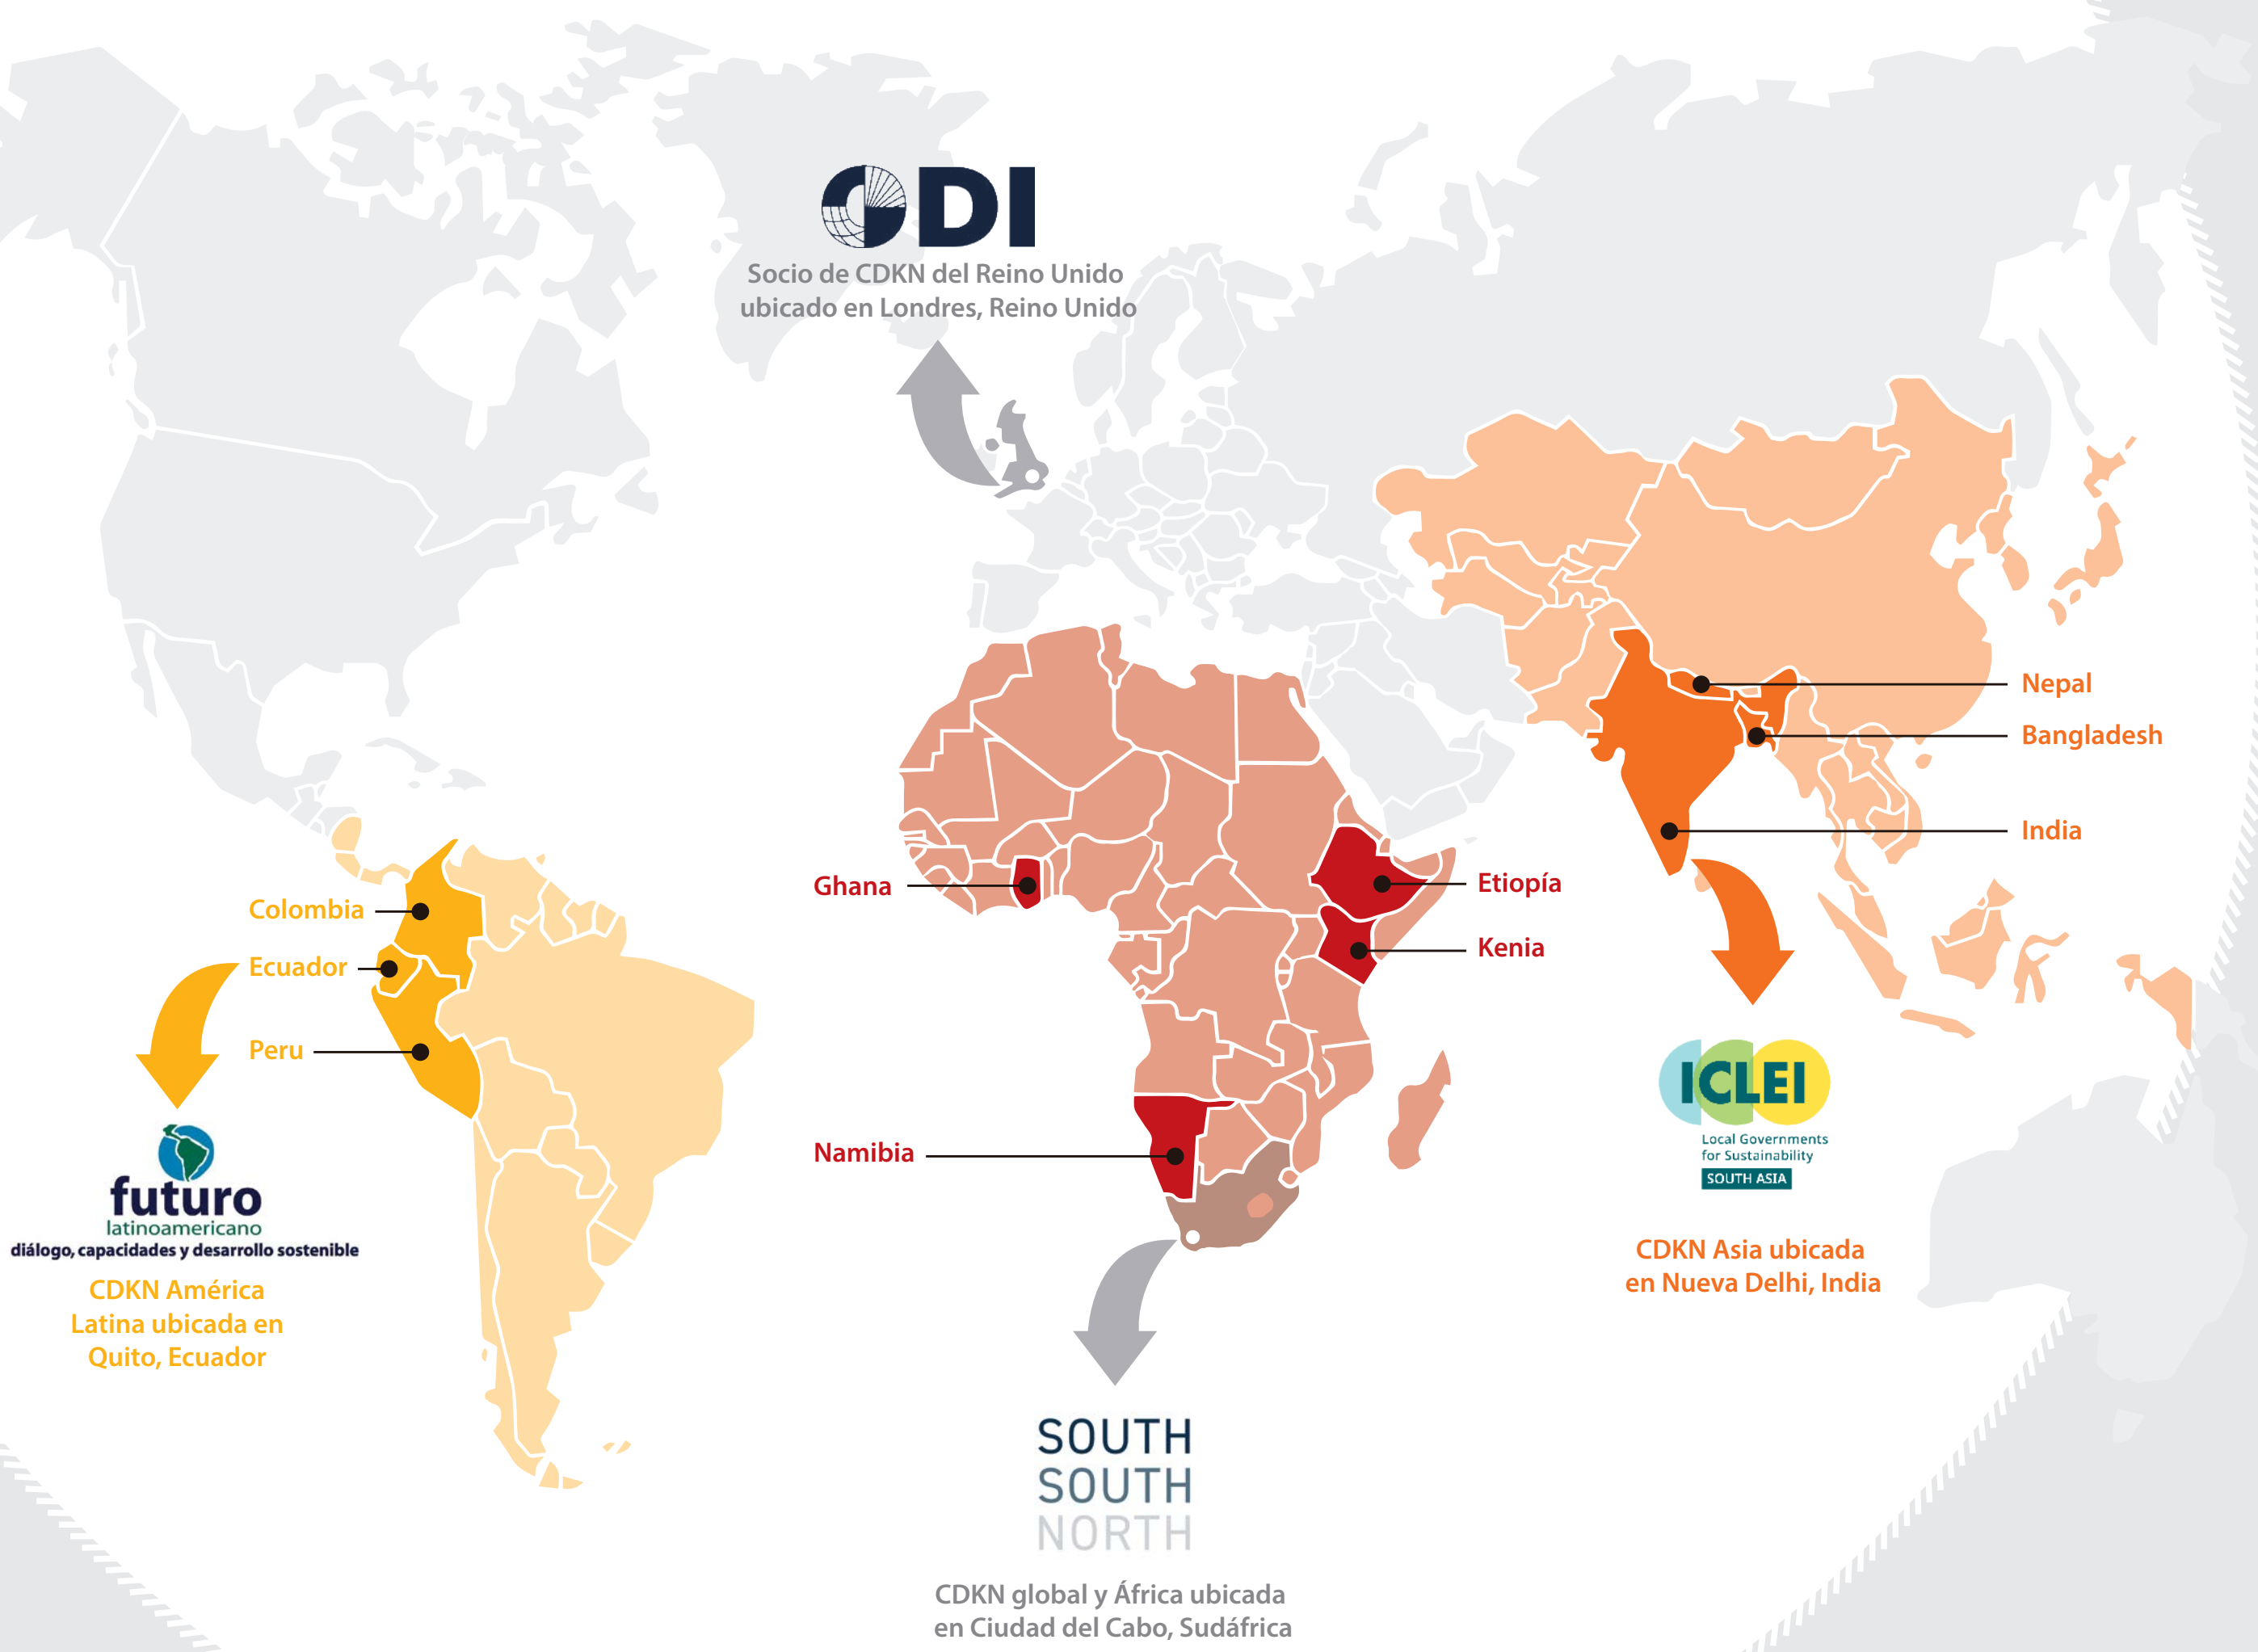 ODI
Socio de CDKN del Reino Unido
ubicado en Londres, Reino Unido
Nepal
Bangladesh
India
Ghana
Etiopía
Kenia
Namibia
Colombia
Ecuador
Peru
futuro
latinoamericano
diálogo, capacidades y desarrollo sostenible
CDKN América
Latina ubicada en
Quito, Ecuador
ICLEI
Local Governments
for Sustainability
SOUTH ASIA
CDKN Asia ubicada
en Nueva Delhi, India
SOUTH
SOUTH
NORTH
CDKN global y África ubicada
en Ciudad del Cabo, Sudáfrica